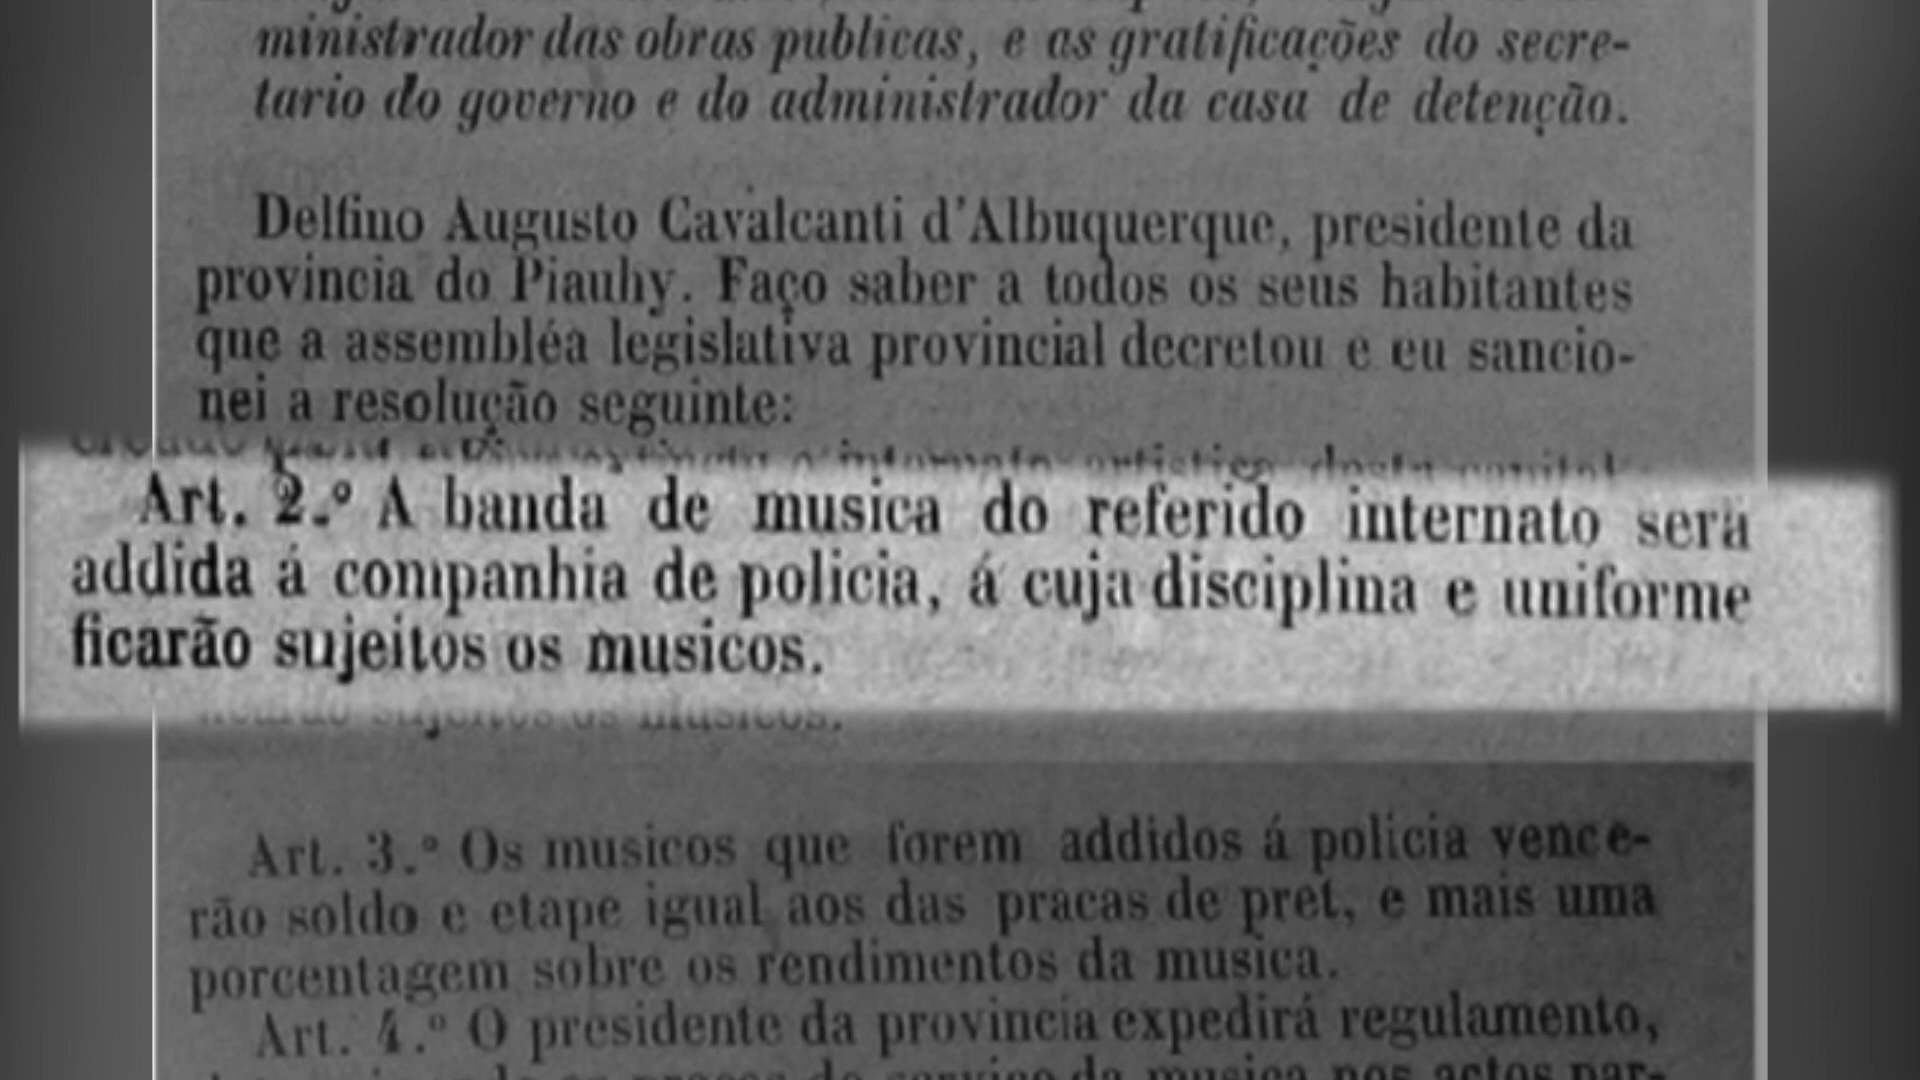 ministrador das obras publicas, e as gratificações do secre-
tario do governo e do administrador da casa de detenção.
Delfino Augusto Cavalcanti d'Albuquerque, presidente da
provincia do Piauhy. Faço saber a todos os seus habitantes
que a assembléa legislativa provincial decretou e eu sancio-
nei a resolução seguinte:
Art. 2.º A banda de musica do referido internato será
addida á companhia de policia, á cuja disciplina e uniforme
ficarão sujeitos os musicos.
sujeitos os musicos.
Art. 3.º Os musicos que forem addidos á policia vence-
rão soldo e etape igual aos das pracas de pret, e mais uma
porcentagem sobre os rendimentos da musica.
Art. 4.º O presidente da provincia expedirá regulamento,